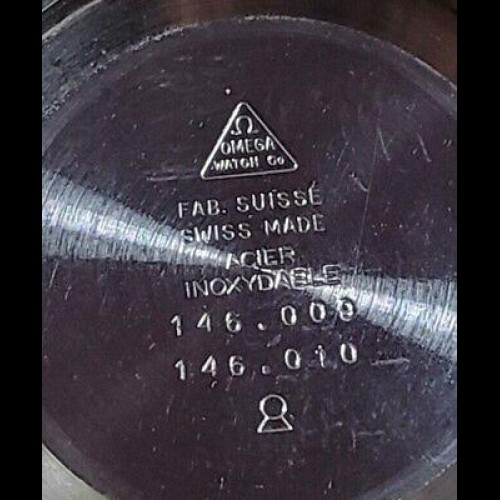 Ω
OMEGA
WATCH Co
FAB. SUISSE
SWISS MADE
ACIER
INOXYDABLE
146.009
146.010